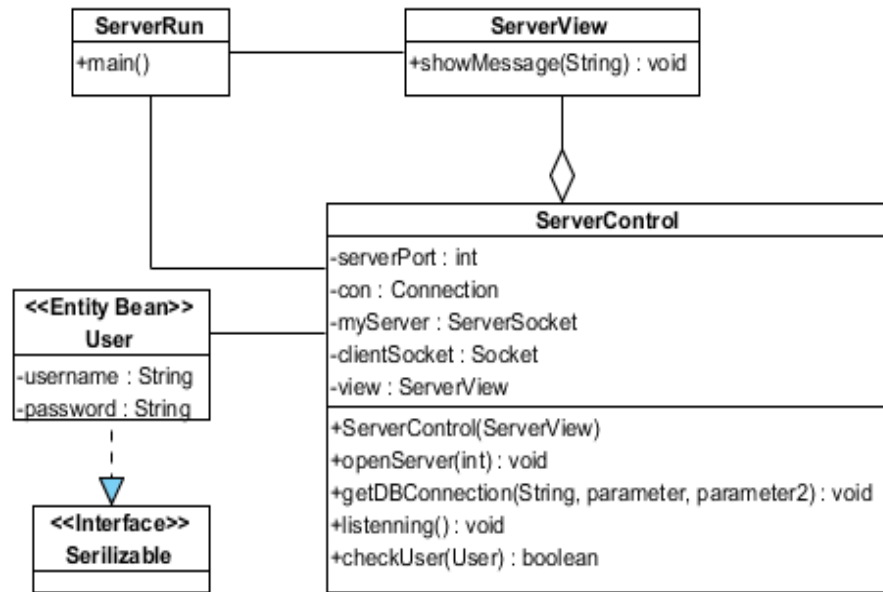 ServerRun
+main()
ServerView
+showMessage(String) : void
ServerControl
-serverPort : int
-con : Connection
-myServer : ServerSocket
-clientSocket : Socket
-view : ServerView
+ServerControl(ServerView)
+openServer(int) : void
+getDBConnection(String, parameter, parameter2) : void
+listenning() : void
+checkUser(User) : boolean
<<Entity Bean>>
User
-username : String
-password : String
<<Interface>>
Serilizable